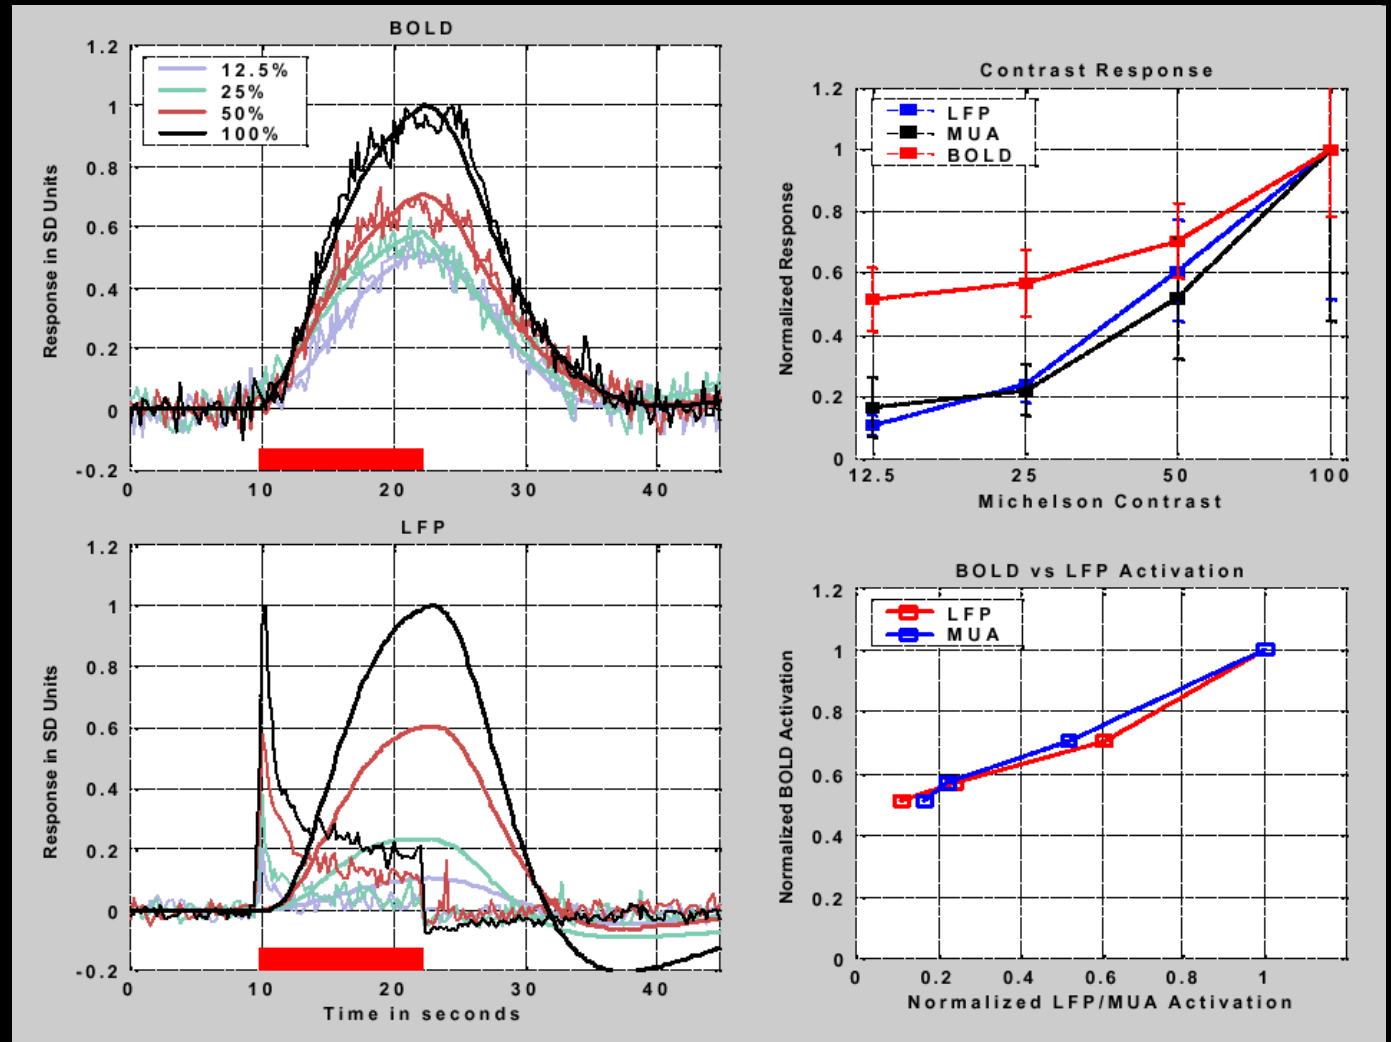 BOLD
1.2
1
0.8
0.6
0.4
0.2
0
-0.2
Response in SD Units
12.5%
25%
50%
100%
0 10 20 30 40
LFP
1.2
1
0.8
0.6
0.4
0.2
0
-0.2
Response in SD Units
0 10 20 30 40
Time in seconds
Contrast Response
1.2
1
0.8
0.6
0.4
0.2
0
Normalized Response
LFP
MUA
BOLD
12.5 25 50 100
Michelson Contrast
BOLD vs LFP Activation
1.2
1
0.8
0.6
0.4
0.2
0
Normalized BOLD Activation
LFP
MUA
0 0.2 0.4 0.6 0.8 1
Normalized LFP/MUA Activation